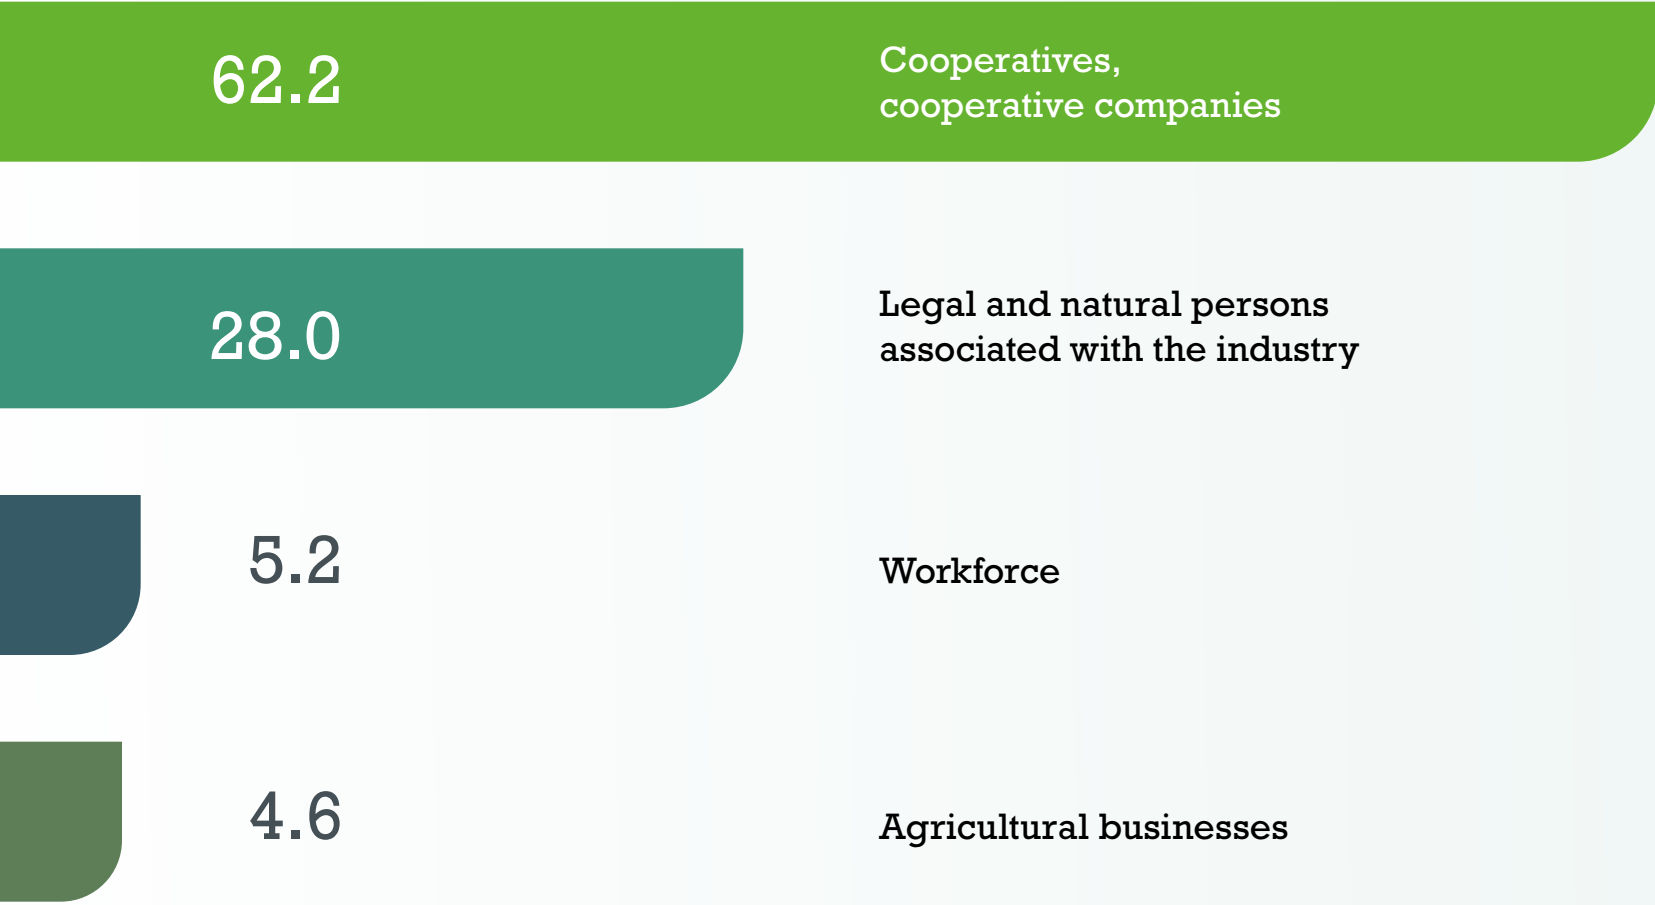 62.2
Cooperatives,
cooperative companies
28.0
Legal and natural persons
associated with the industry
5.2
Workforce
4.6
Agricultural businesses